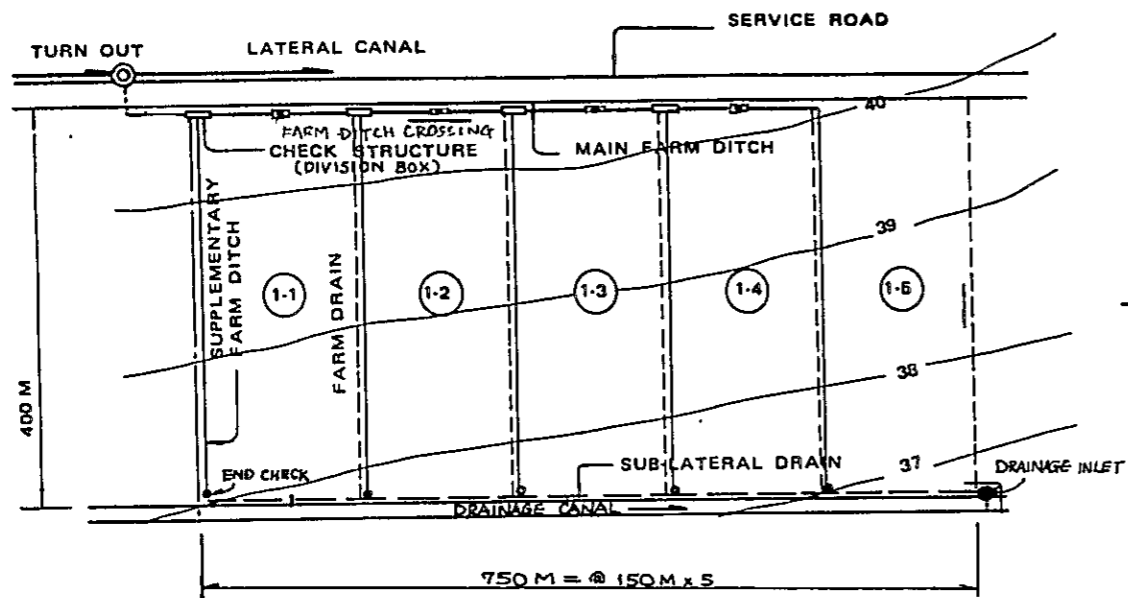 SERVICE ROAD
TURN OUT
LATERAL CANAL
40
FARM DITCH CROSSING
CHECK STRUCTURE
(DIVISION BOX)
MAIN FARM DITCH
39
SUPPLEMENTARY
FARM DITCH
FARM DRAIN
1-1
1-2
1-3
1-4
1-5
38
400 M
37
SUB-LATERAL DRAIN
END CHECK
DRAINAGE INLET
DRAINAGE CANAL
750 M = @ 150 M x 5